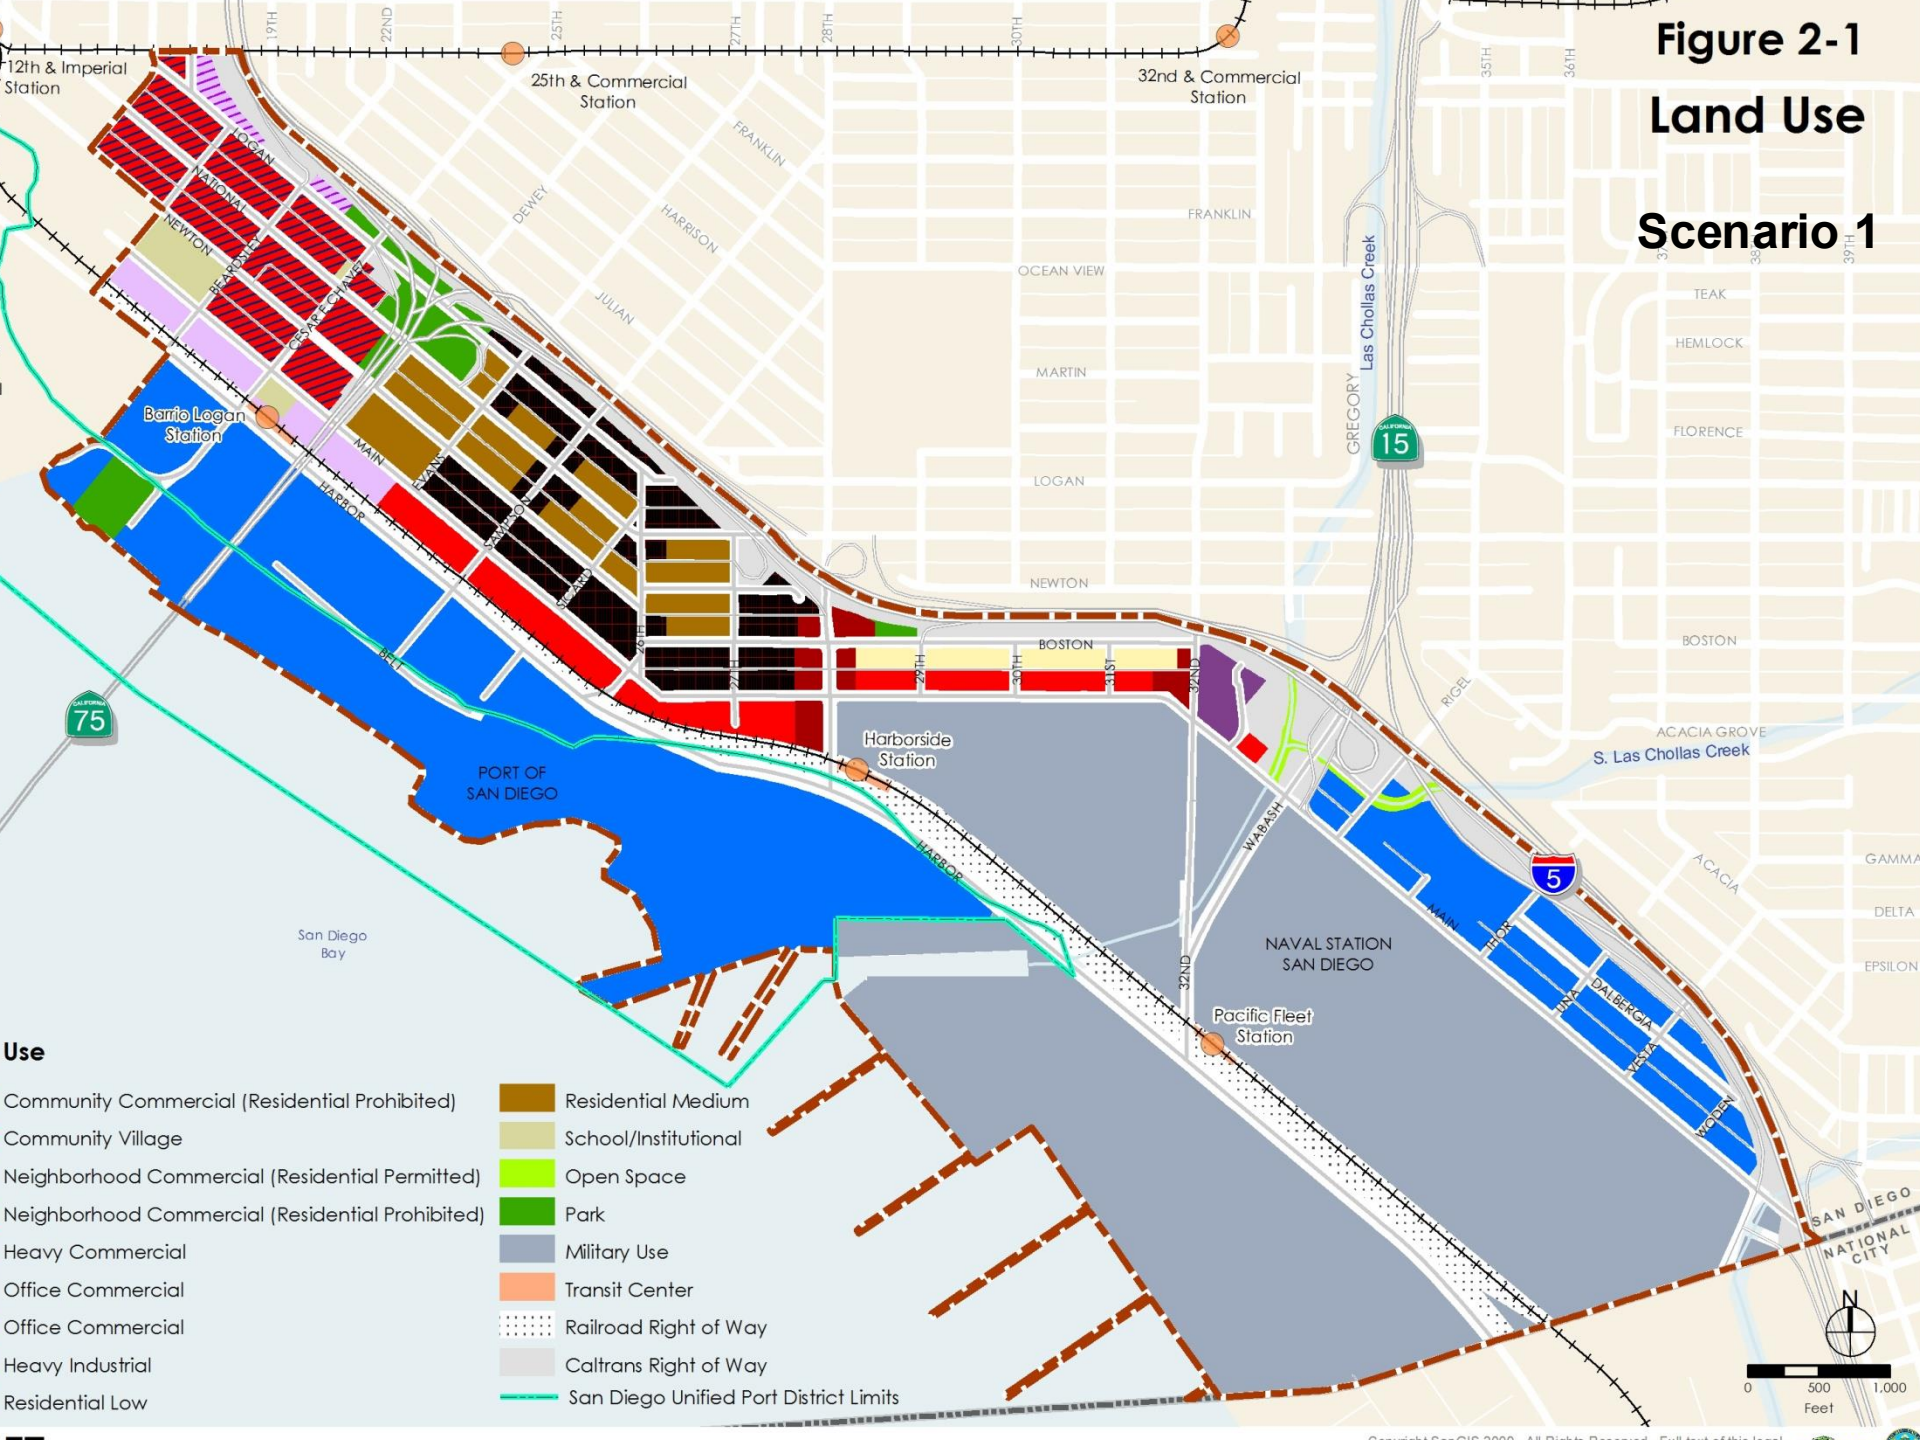 Figure 2-1
Land Use
Scenario 1
19TH
22ND
25TH
27TH
28TH
30TH
35TH
36TH
38TH
39TH
12th & Imperial
Station
25th & Commercial
Station
32nd & Commercial
Station
FRANKLIN
DEWEY
HARRISON
JULIAN
FRANKLIN
OCEAN VIEW
MARTIN
LOGAN
NEWTON
GREGORY
Las Chollas Creek
CALIFORNIA
15
TEAK
HEMLOCK
FLORENCE
BOSTON
RIGEL
ACACIA GROVE
S. Las Chollas Creek
ACACIA
GAMMA
DELTA
EPSILON
LOGAN
NATIONAL
NEWTON
BEARDSLEY
CESAR E CHAVEZ
Barrio Logan
Station
MAIN
HARBOR
EVANS
SAMPSON
SICARD
26TH
27TH
BOSTON
29TH
30TH
31ST
32ND
BELT
CALIFORNIA
75
PORT OF
SAN DIEGO
Harborside
Station
HARBOR
WABASH
32ND
NAVAL STATION
SAN DIEGO
Pacific Fleet
Station
5
MAIN
THOR
UNA
DALBERGIA
VESTA
WODEN
San Diego
Bay
SAN DIEGO
NATIONAL
CITY
N
0 500 1,000
Feet
Use
Community Commercial (Residential Prohibited)
Community Village
Neighborhood Commercial (Residential Permitted)
Neighborhood Commercial (Residential Prohibited)
Heavy Commercial
Office Commercial
Office Commercial
Heavy Industrial
Residential Low
Residential Medium
School/Institutional
Open Space
Park
Military Use
Transit Center
Railroad Right of Way
Caltrans Right of Way
San Diego Unified Port District Limits